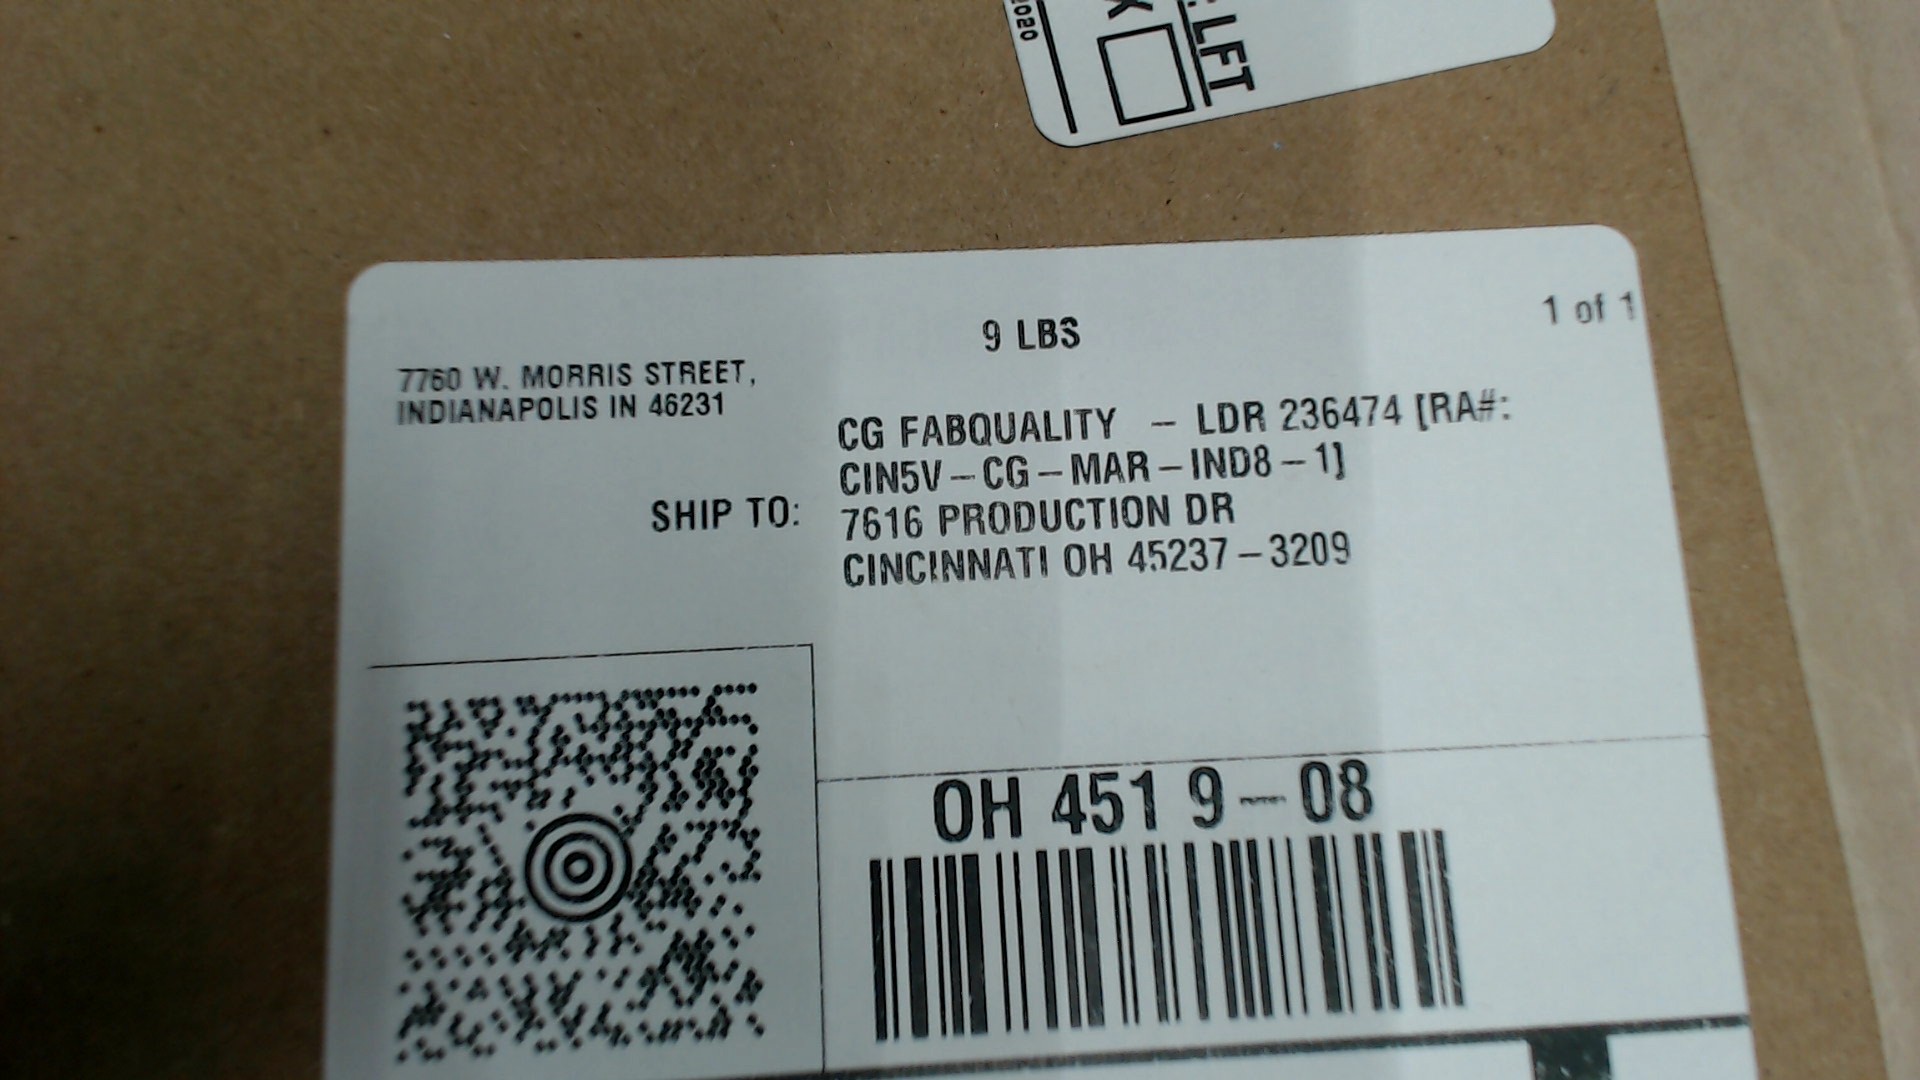 2020
LFT
9 LBS
1 of 1
7760 W. MORRIS STREET,
INDIANAPOLIS IN 46231
CG FABQUALITY - LDR 236474 [RA#:
CIN5V-CG-MAR-IND8-1]
SHIP TO: 7616 PRODUCTION DR
CINCINNATI OH 45237-3209
OH 451 9-08